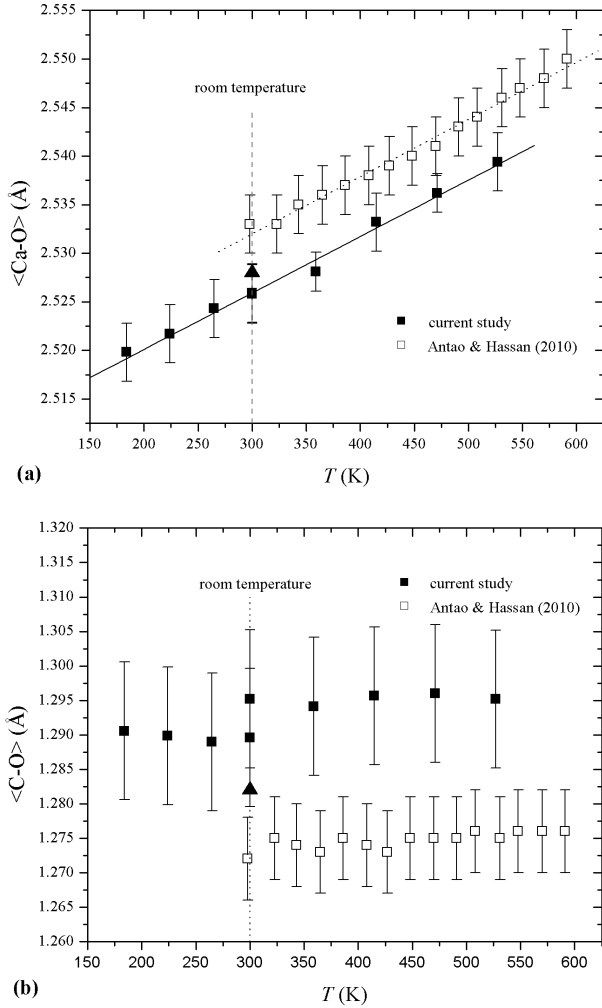 2.555
2.550
2.545
2.540
2.535
2.530
2.525
2.520
2.515
<Ca-O> (Å)
room temperature
current study
Antao & Hassan (2010)
150 200 250 300 350 400 450 500 550 600
(a)
T (K)
1.320
1.315
1.310
1.305
1.300
1.295
1.290
1.285
1.280
1.275
1.270
1.265
1.260
<C-O> (Å)
room temperature
current study
Antao & Hassan (2010)
150 200 250 300 350 400 450 500 550 600
(b)
T (K)